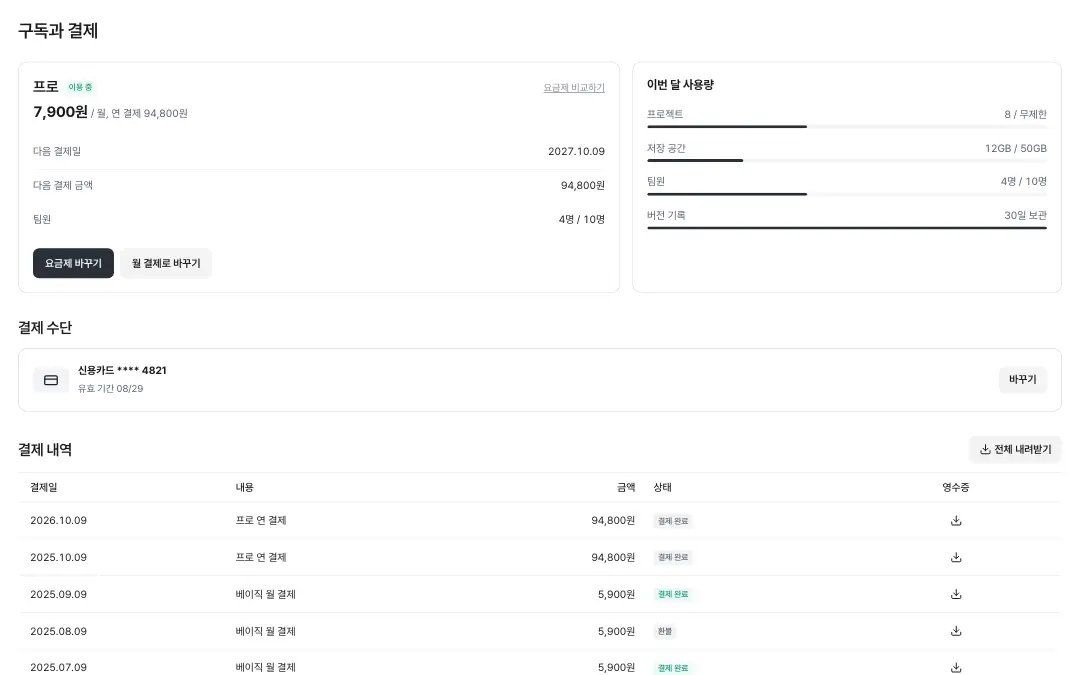 구독과 결제
프로 이용 중 요금제 비교하기
7,900원 / 월, 연 결제 94,800원
다음 결제일 2027.10.09
다음 결제 금액 94,800원
팀원 4명 / 10명
요금제 바꾸기 월 결제로 바꾸기
이번 달 사용량
프로젝트 8 / 무제한
저장 공간 12GB / 50GB
팀원 4명 / 10명
버전 기록 30일 보관
결제 수단
신용카드 **** 4821
유효 기간 08/29
바꾸기
결제 내역 전체 내려받기
결제일 내용 금액 상태 영수증
2026.10.09 프로 연 결제 94,800원 결제 완료
2025.10.09 프로 연 결제 94,800원 결제 완료
2025.09.09 베이직 월 결제 5,900원 결제 완료
2025.08.09 베이직 월 결제 5,900원 환불
2025.07.09 베이직 월 결제 5,900원 결제 완료